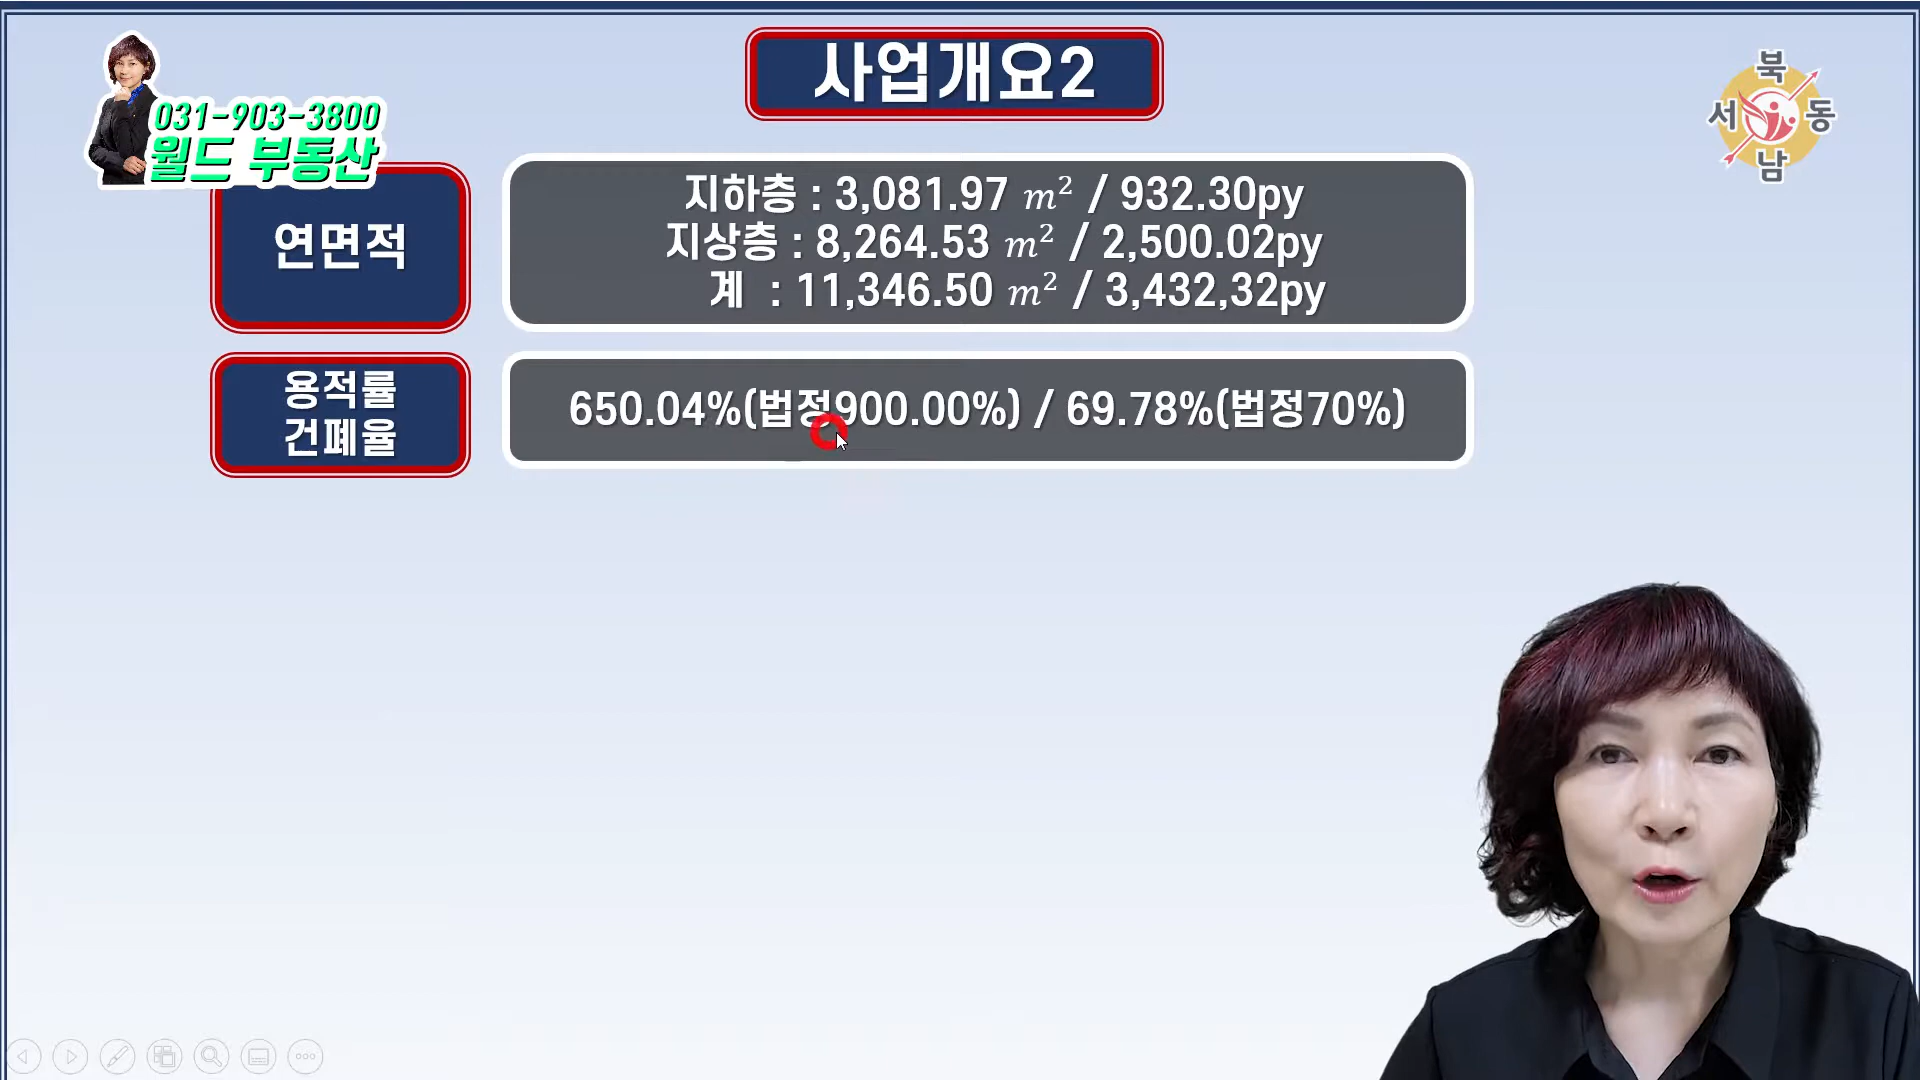 사업개요2
031-903-3800
월드 부동산
북
서 동
남
연면적
지하층 : 3,081.97 m² / 932.30py
지상층 : 8,264.53 m² / 2,500.02py
계 : 11,346.50 m² / 3,432,32py
용적률
건폐율
650.04%(법정900.00%) / 69.78%(법정70%)